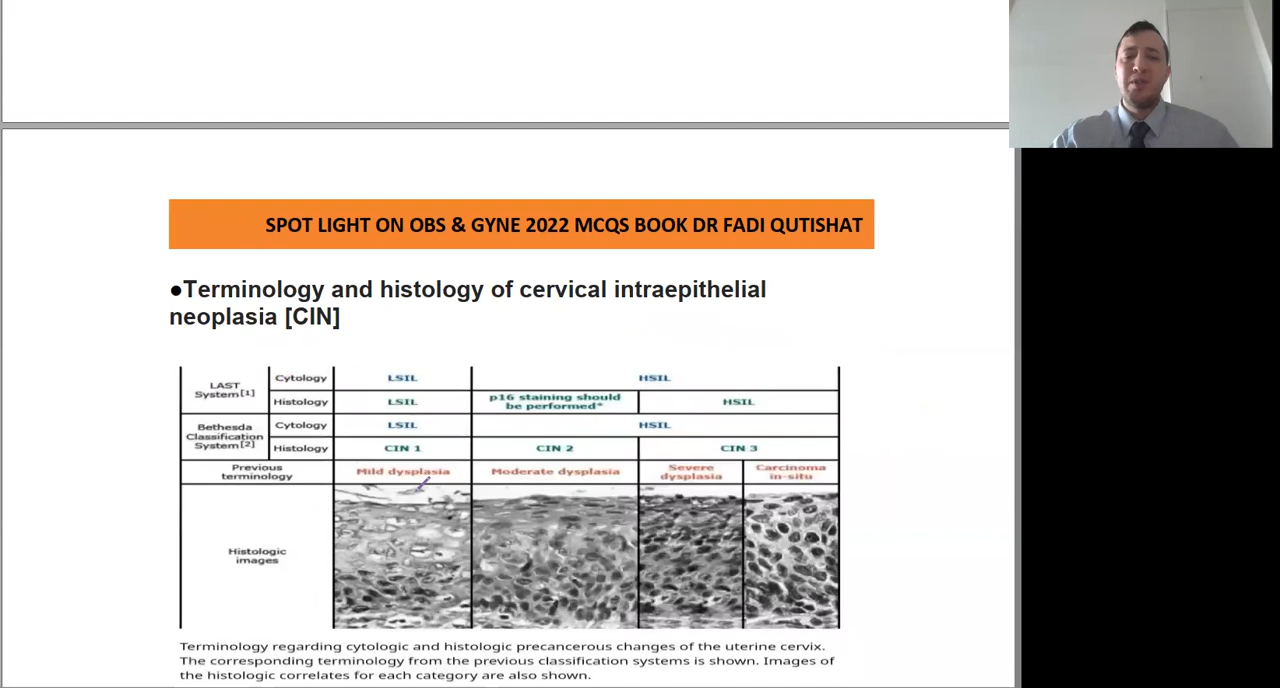 SPOT LIGHT ON OBS & GYNE 2022 MCQS BOOK DR FADI QUTISHAT
●Terminology and histology of cervical intraepithelial
neoplasia [CIN]
LAST
System[1]
Cytology
LSIL
HSIL
Histology
LSIL
p16 staining should
be performed*
HSIL
Bethesda
Classification
System[2]
Cytology
LSIL
HSIL
Histology
CIN 1
CIN 2
CIN 3
Previous
terminology
Mild dysplasia
Moderate dysplasia
Severe
dysplasia
Carcinoma
in-situ
Histologic
images
Terminology regarding cytologic and histologic precancerous changes of the uterine cervix.
The corresponding terminology from the previous classification systems is shown. Images of
the histologic correlates for each category are also shown.